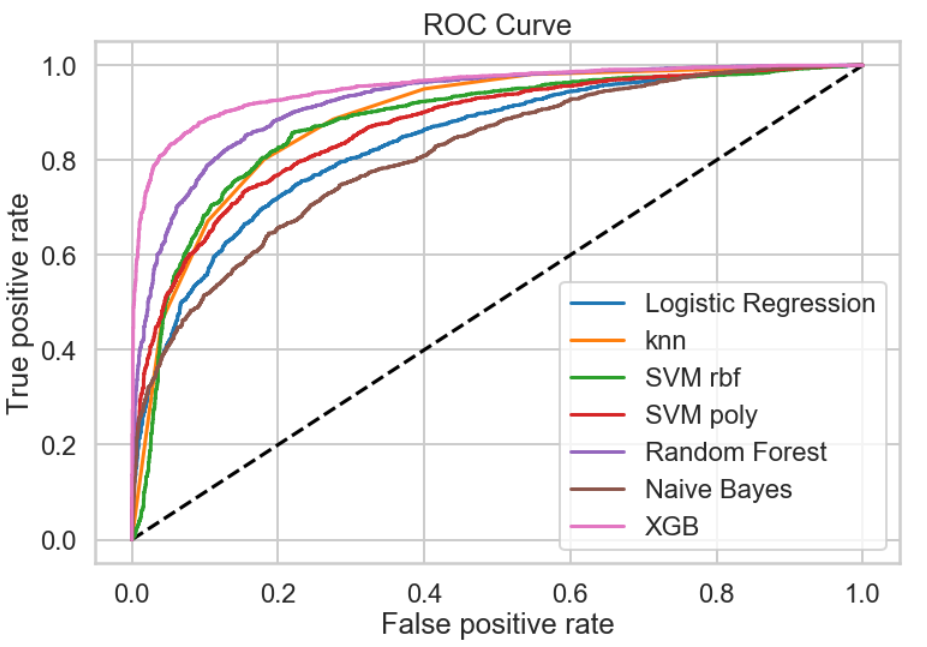 ROC Curve
1.0
0.8
0.6
0.4
0.2
0.0
True positive rate
Logistic Regression
knn
SVM rbf
SVM poly
Random Forest
Naive Bayes
XGB
0.0 0.2 0.4 0.6 0.8 1.0
False positive rate